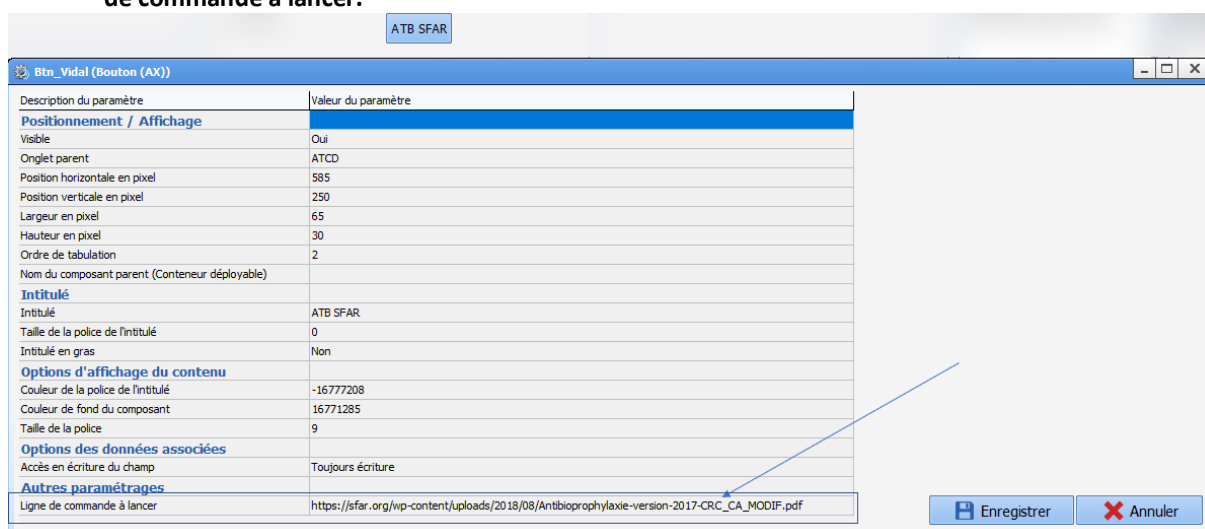 de commande à lancer.
ATB SFAR
Btn_Vidal (Bouton (AX))
Description du paramètre Valeur du paramètre
Positionnement / Affichage
Visible Oui
Onglet parent ATCD
Position horizontale en pixel 585
Position verticale en pixel 250
Largeur en pixel 65
Hauteur en pixel 30
Ordre de tabulation 2
Nom du composant parent (Conteneur déployable)
Intitulé
Intitulé ATB SFAR
Taille de la police de l'intitulé 0
Intitulé en gras Non
Options d'affichage du contenu
Couleur de la police de l'intitulé -16777208
Couleur de fond du composant 16771285
Taille de la police 9
Options des données associées
Accès en écriture du champ Toujours écriture
Autres paramétrages
Ligne de commande à lancer https://sfar.org/wp-content/uploads/2018/08/Antibioprophylaxie-version-2017-CRC_CA_MODIF.pdf
Enregistrer Annuler